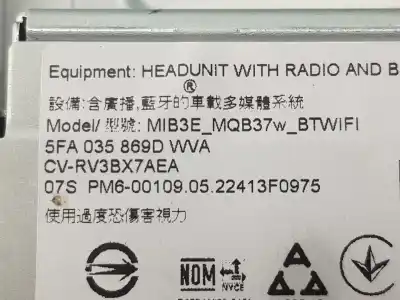 Equipment: HEADUNIT WITH RADIO AND B
®
設備:含廣播,藍牙的車載多媒體系統
Model/ 型號: MIB3E_MQB37w_BTWIFI
5FA 035 869D WVA
CV-RV3BX7AEA
07S PM6-00109.05.22413F0975
使用過度恐傷害視力
NOM NYCE